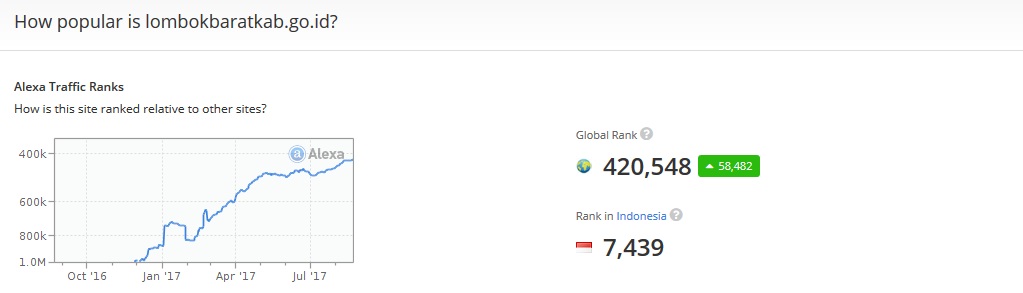 How popular is lombokbaratkab.go.id?
Alexa Traffic Ranks
How is this site ranked relative to other sites?
a Alexa
400k
600k
800k
1.0M
Oct '16 Jan '17 Apr '17 Jul '17
Global Rank ?
420,548 58,482
Rank in Indonesia ?
7,439